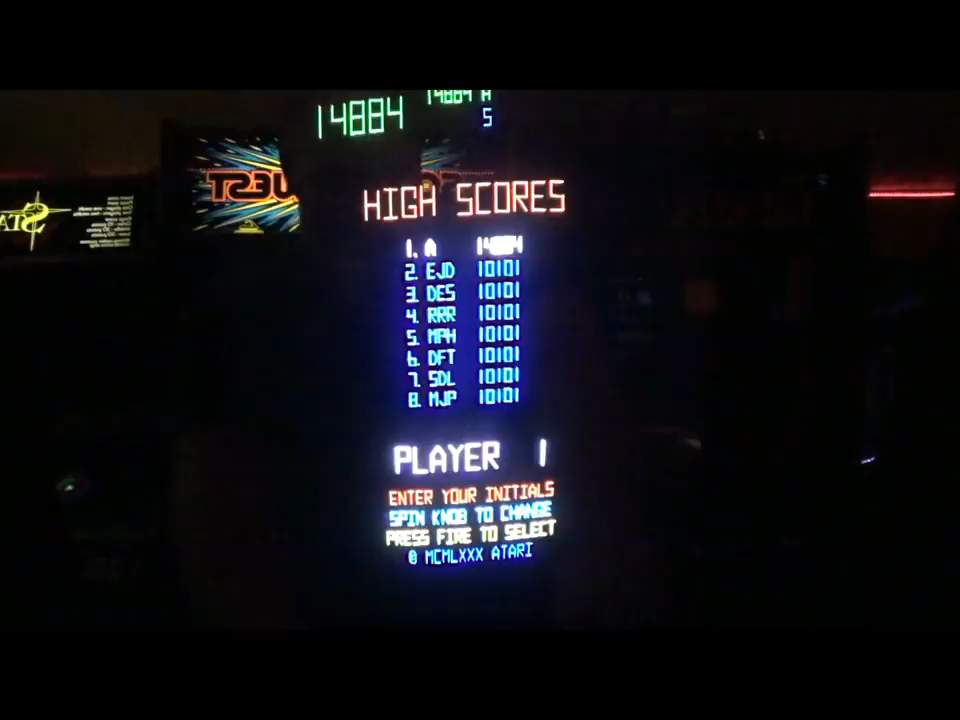 14884 14884 A
5
HIGH SCORES
1. A 14884
2. EJD 10101
3. DES 10101
4. RRR 10101
5. MPH 10101
6. DFT 10101
7. SDL 10101
8. MJP 10101
PLAYER 1
ENTER YOUR INITIALS
SPIN KNOB TO CHANGE
PRESS FIRE TO SELECT
© MCMLXXX ATARI